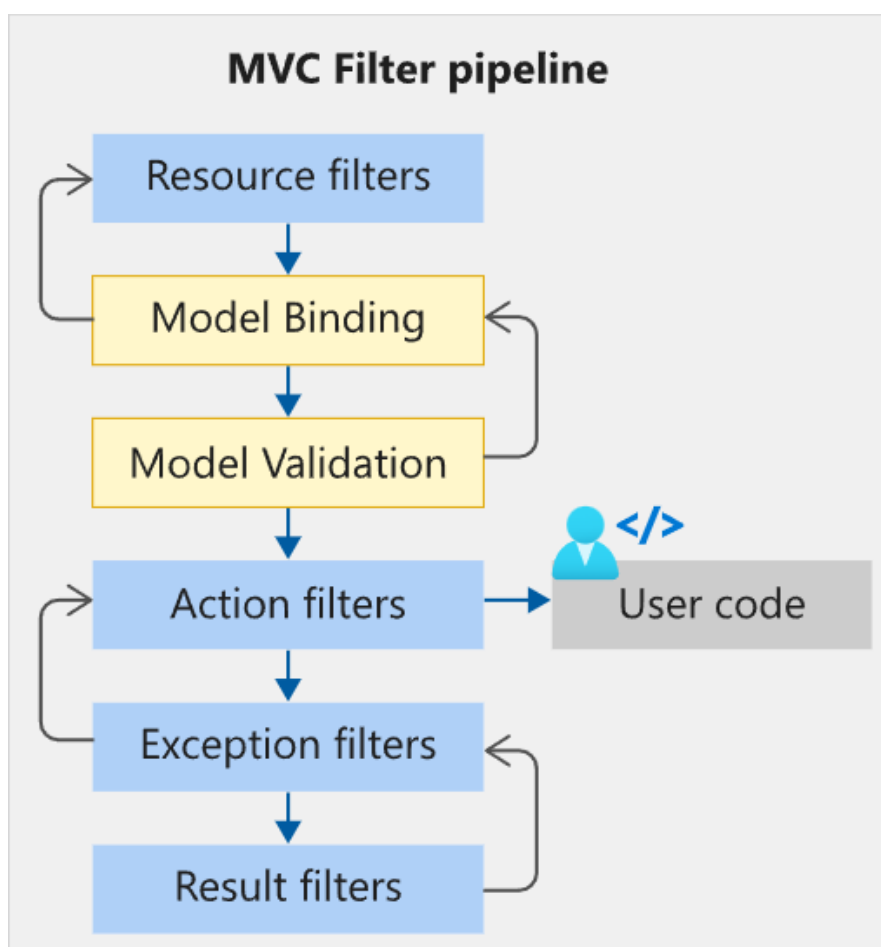 MVC Filter pipeline
Resource filters
Model Binding
Model Validation
</>
Action filters
User code
Exception filters
Result filters